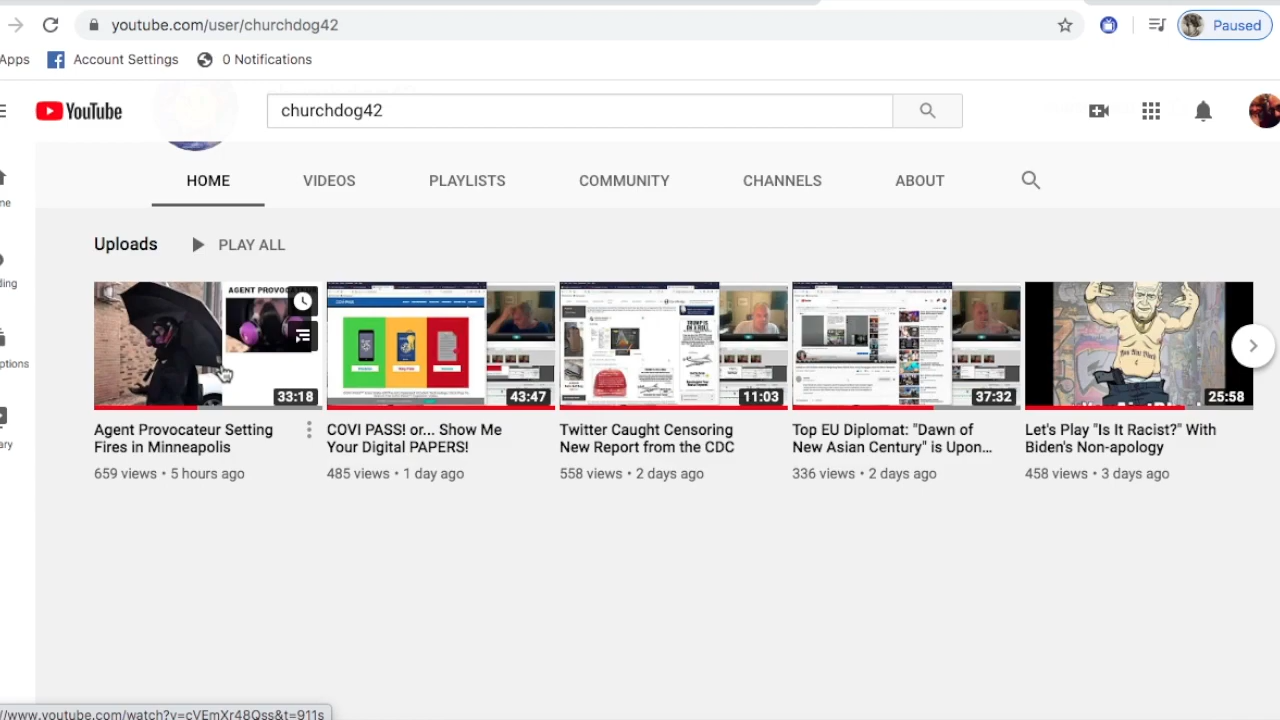 youtube.com/user/churchdog42
Paused
Apps
Account Settings
0 Notifications
YouTube
churchdog42
HOME
VIDEOS
PLAYLISTS
COMMUNITY
CHANNELS
ABOUT
Uploads
PLAY ALL
33:18
43:47
11:03
37:32
25:58
Agent Provocateur Setting
Fires in Minneapolis
659 views • 5 hours ago
COVI PASS! or... Show Me
Your Digital PAPERS!
485 views • 1 day ago
Twitter Caught Censoring
New Report from the CDC
558 views • 2 days ago
Top EU Diplomat: "Dawn of
New Asian Century" is Upon...
336 views • 2 days ago
Let's Play "Is It Racist?" With
Biden's Non-apology
458 views • 3 days ago
//www.youtube.com/watch?v=cVEmXr48Qss&t=911s